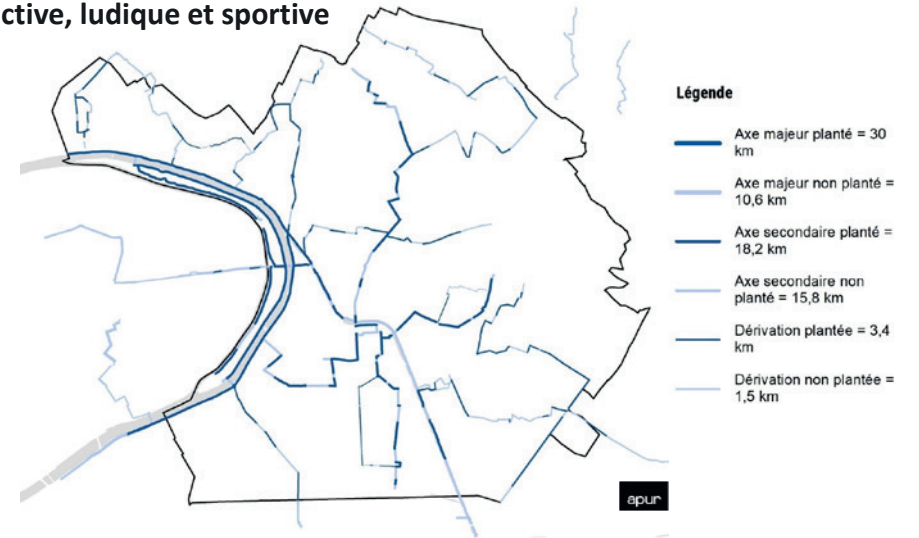 ctive, ludique et sportive
Légende
Axe majeur planté = 30
km
Axe majeur non planté =
10,6 km
Axe secondaire planté =
18,2 km
Axe secondaire non
planté = 15,8 km
Dérivation plantée = 3,4
km
Dérivation non plantée =
1,5 km
apur